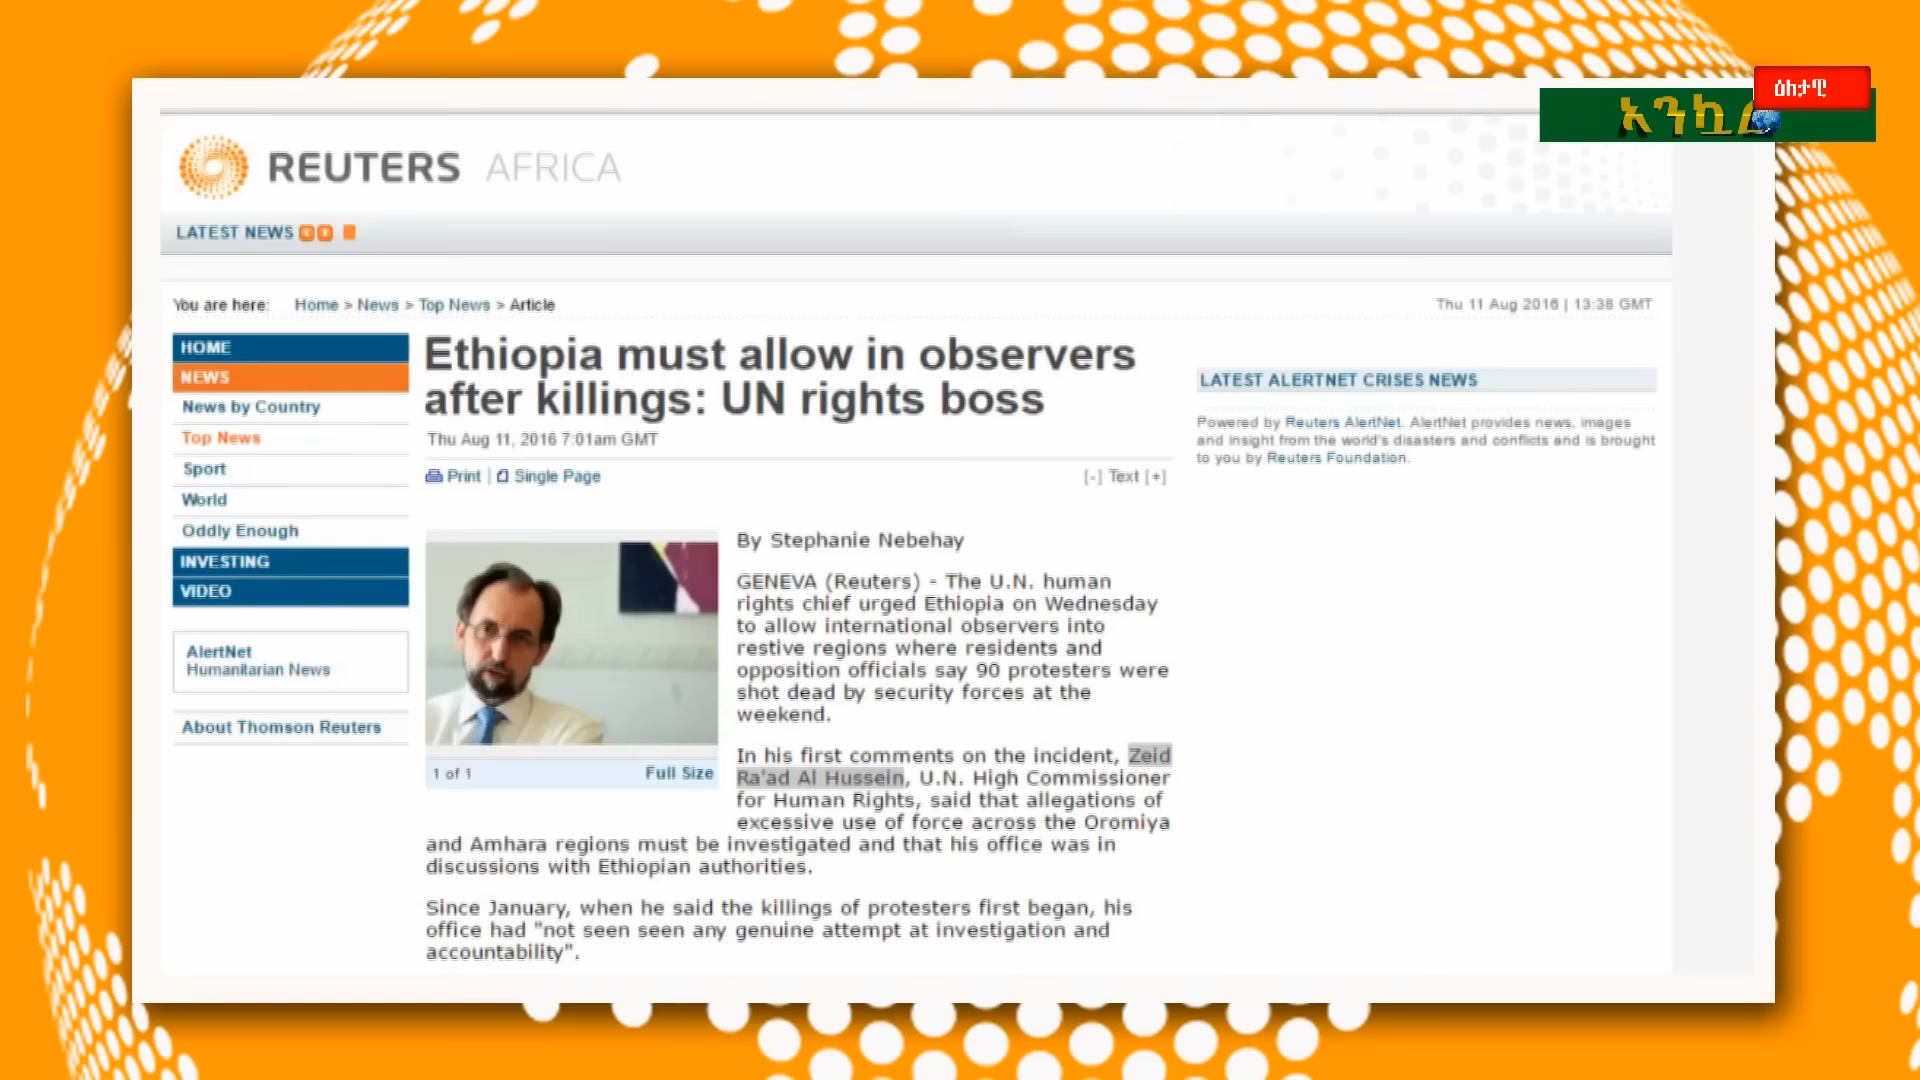 ዕለታዊ
አንኳር
REUTERS AFRICA
LATEST NEWS
You are here: Home > News > Top News > Article
Thu 11 Aug 2016 | 13:38 GMT
HOME
NEWS
News by Country
Top News
Sport
World
Oddly Enough
INVESTING
VIDEO
AlertNet
Humanitarian News
About Thomson Reuters
Ethiopia must allow in observers
after killings: UN rights boss
Thu Aug 11, 2016 7:01am GMT
Print | Single Page
[-] Text [+]
1 of 1
Full Size
By Stephanie Nebehay
GENEVA (Reuters) - The U.N. human
rights chief urged Ethiopia on Wednesday
to allow international observers into
restive regions where residents and
opposition officials say 90 protesters were
shot dead by security forces at the
weekend.
In his first comments on the incident, Zeid
Ra'ad Al Hussein, U.N. High Commissioner
for Human Rights, said that allegations of
excessive use of force across the Oromiya
and Amhara regions must be investigated and that his office was in
discussions with Ethiopian authorities.
Since January, when he said the killings of protesters first began, his
office had "not seen seen any genuine attempt at investigation and
accountability".
LATEST ALERTNET CRISES NEWS
Powered by Reuters AlertNet. AlertNet provides news, images
and insight from the world's disasters and conflicts and is brought
to you by Reuters Foundation.